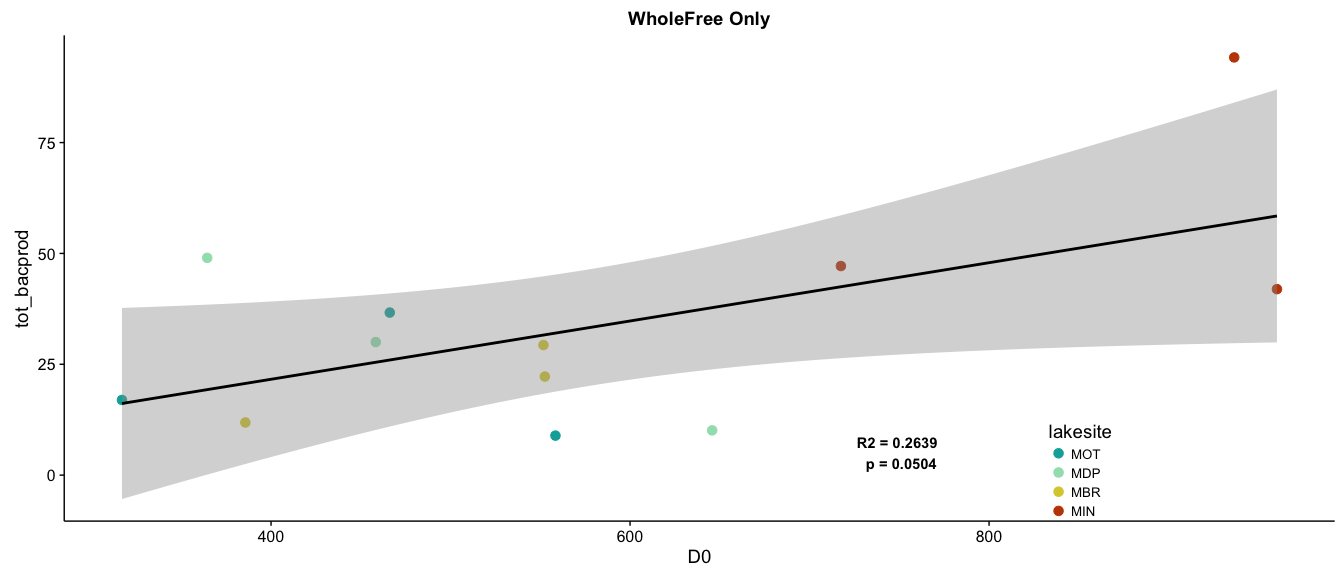 WholeFree Only
tot_bacprod
75
50
25
0
400
600
800
D0
R2 = 0.2639
p = 0.0504
lakesite
MOT
MDP
MBR
MIN